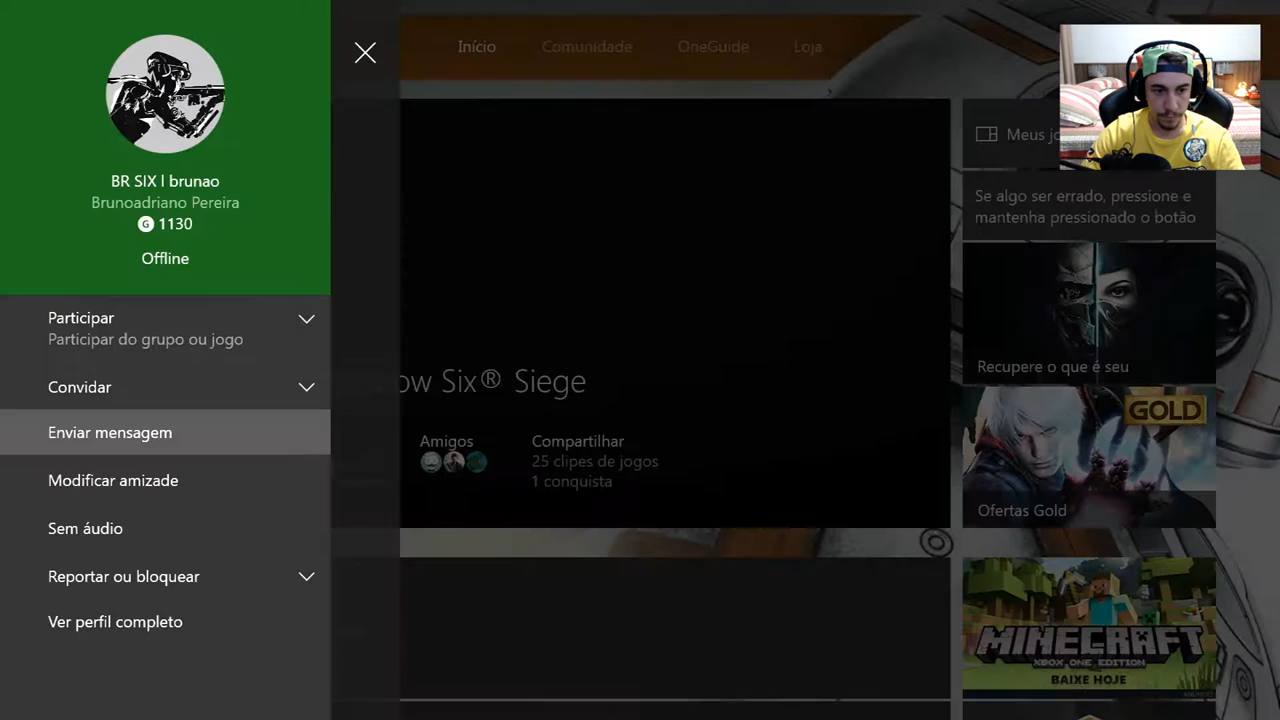 BR SIX l brunao
Brunoadriano Pereira
G 1130
Offline
Participar
Participar do grupo ou jogo
Convidar
Enviar mensagem
Modificar amizade
Sem áudio
Reportar ou bloquear
Ver perfil completo
Início Comunidade OneGuide Loja
ow Six® Siege
Amigos
Compartilhar
25 clipes de jogos
1 conquista
Meus jo
Se algo ser errado, pressione e
mantenha pressionado o botão
Recupere o que é seu
GOLD
Ofertas Gold
MINECRAFT
XBOX ONE EDITION
BAIXE HOJE